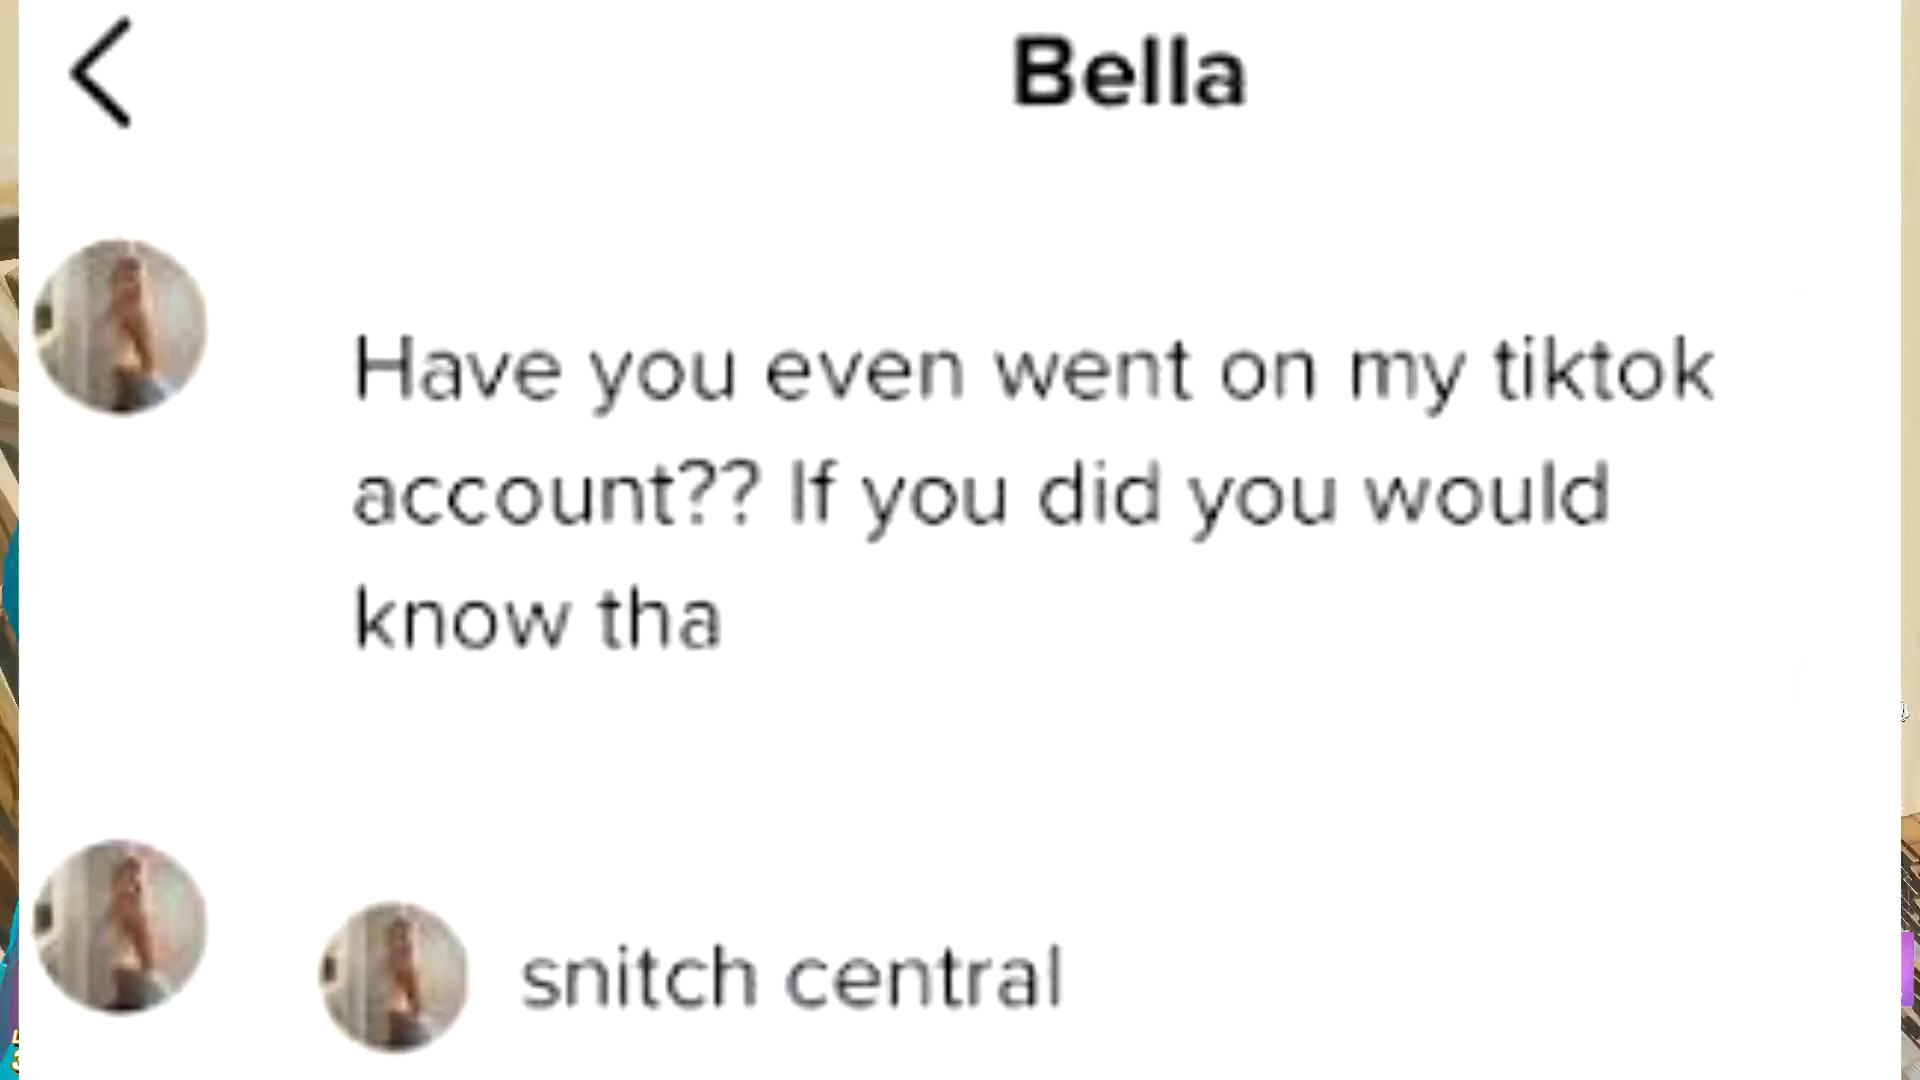 Bella
Have you even went on my tiktok
account?? If you did you would
know tha
snitch central